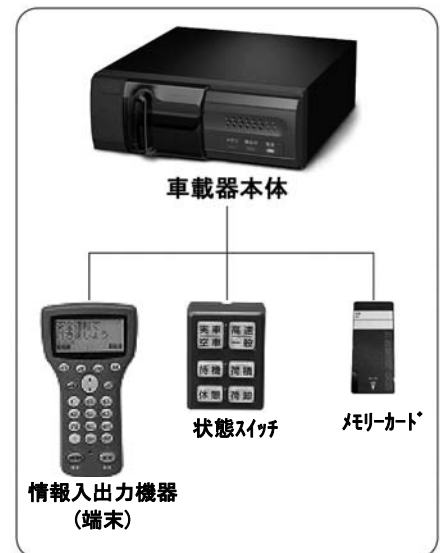 車載器本体
実車 高速
空車 一般
待機 荷積
休憩 荷卸
状態スイッチ
メモリーカード
情報入出力機器
(端末)